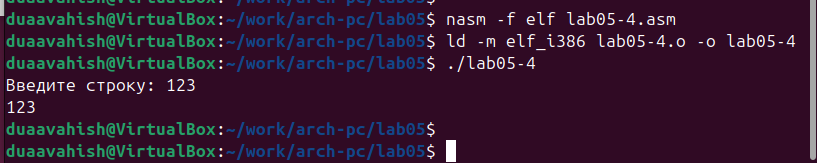 duaavahish@VirtualBox:~/work/arch-pc/lab05$
duaavahish@VirtualBox:~/work/arch-pc/lab05$ nasm -f elf lab05-4.asm
duaavahish@VirtualBox:~/work/arch-pc/lab05$ ld -m elf_i386 lab05-4.o -o lab05-4
duaavahish@VirtualBox:~/work/arch-pc/lab05$ ./lab05-4
Введите строку: 123
123
duaavahish@VirtualBox:~/work/arch-pc/lab05$
duaavahish@VirtualBox:~/work/arch-pc/lab05$